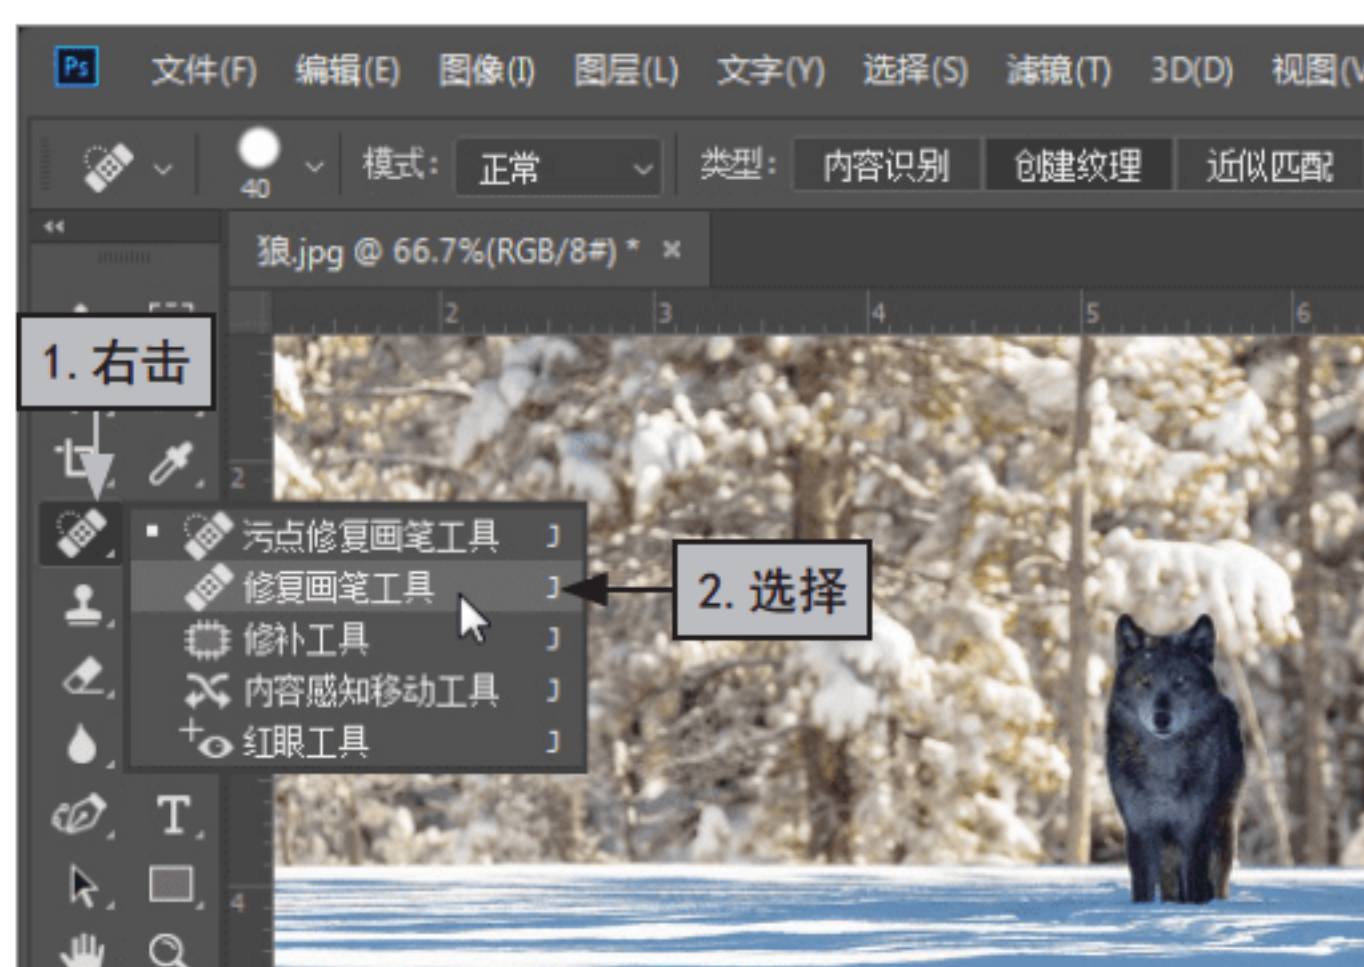 Ps 文件(F) 编辑(E) 图像(I) 图层(L) 文字(Y) 选择(S) 滤镜(T) 3D(D) 视图(V
40 模式: 正常 类型: 内容识别 创建纹理 近似匹配
狼.jpg @ 66.7%(RGB/8#) *
2 3 4 5 6
1. 右击
2
污点修复画笔工具 J
修复画笔工具 J
2. 选择
修补工具 J
内容感知移动工具 J
红眼工具 J
T
4